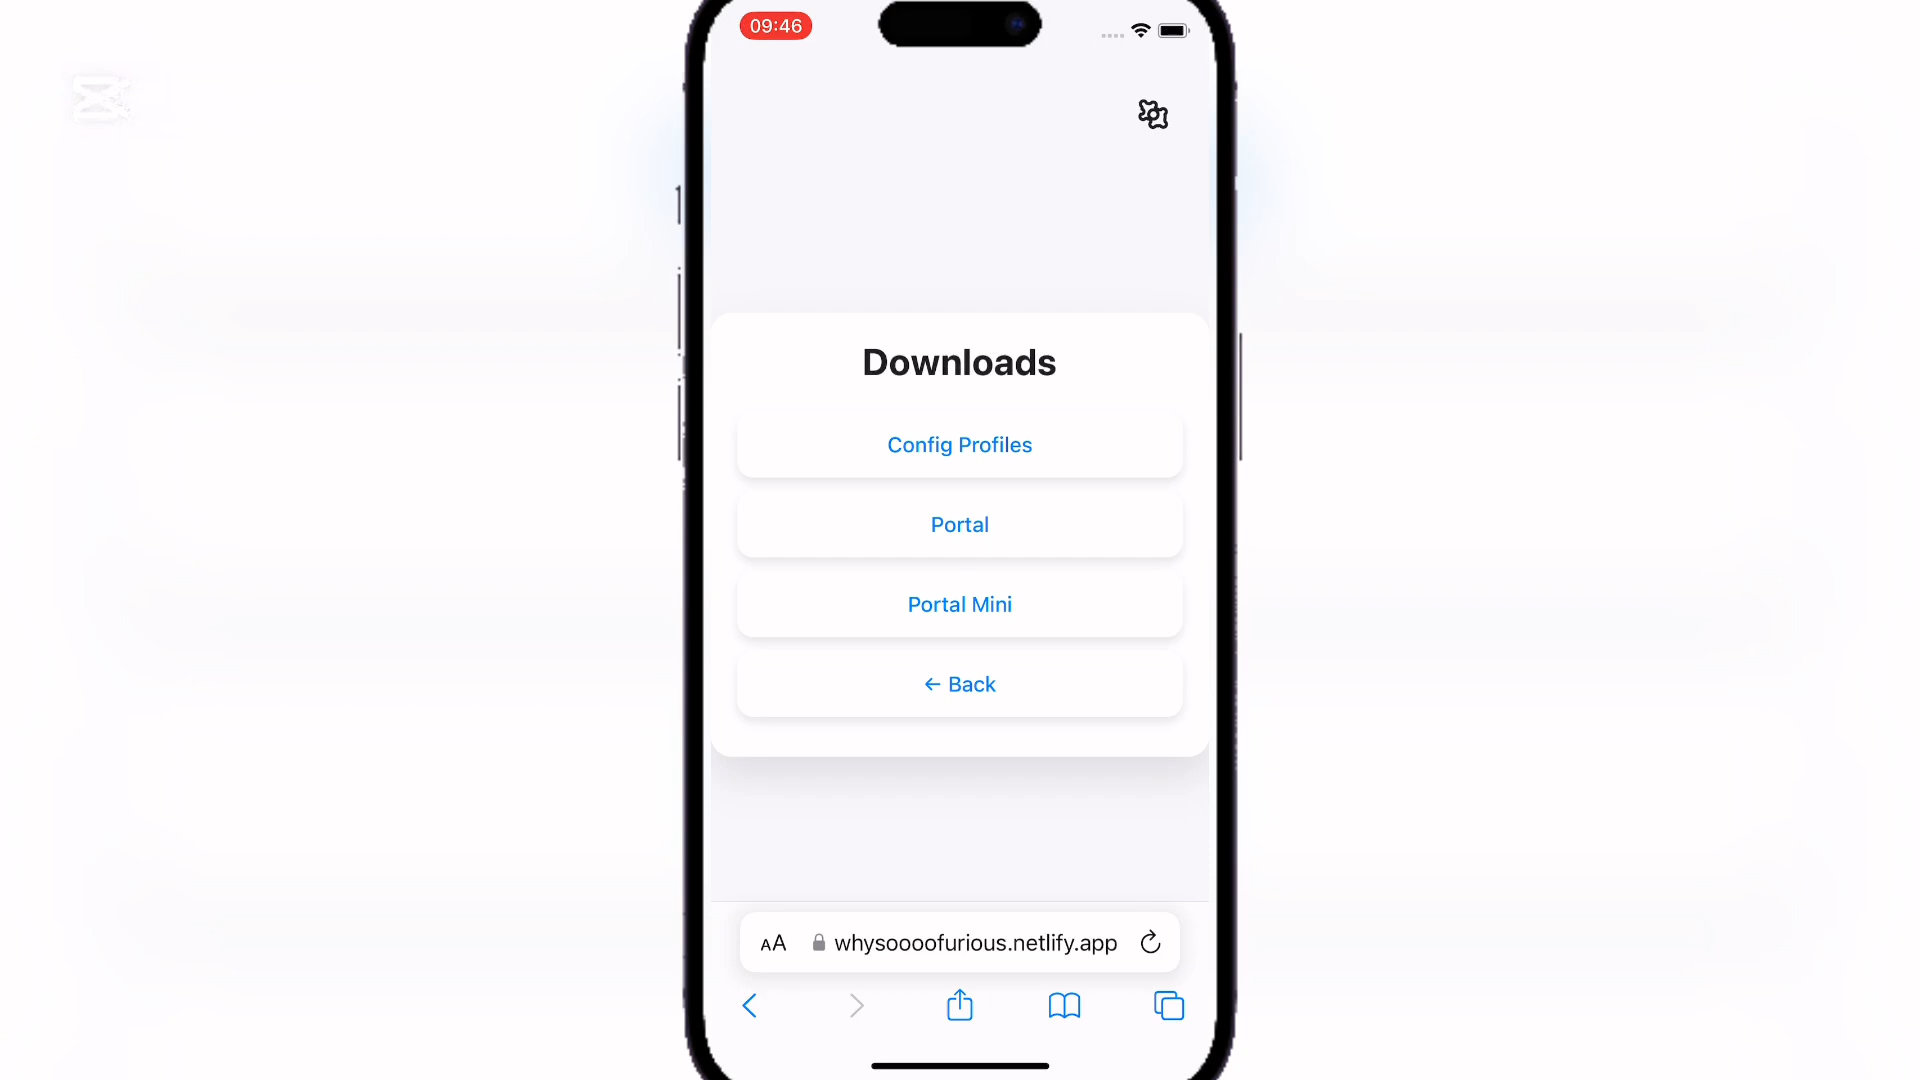 09:46
Downloads
Config Profiles
Portal
Portal Mini
← Back
AA whysoooofurious.netlify.app